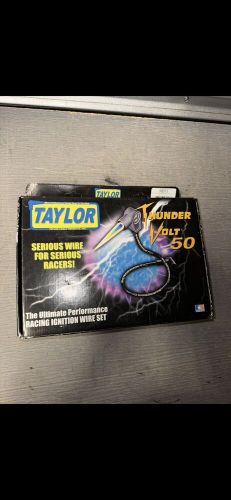 TAYLOR
TAYLOR
THUNDER
VOLT
50
SERIOUS WIRE
FOR SERIOUS
RACERS!
The Ultimate Performance
RACING IGNITION WIRE SET